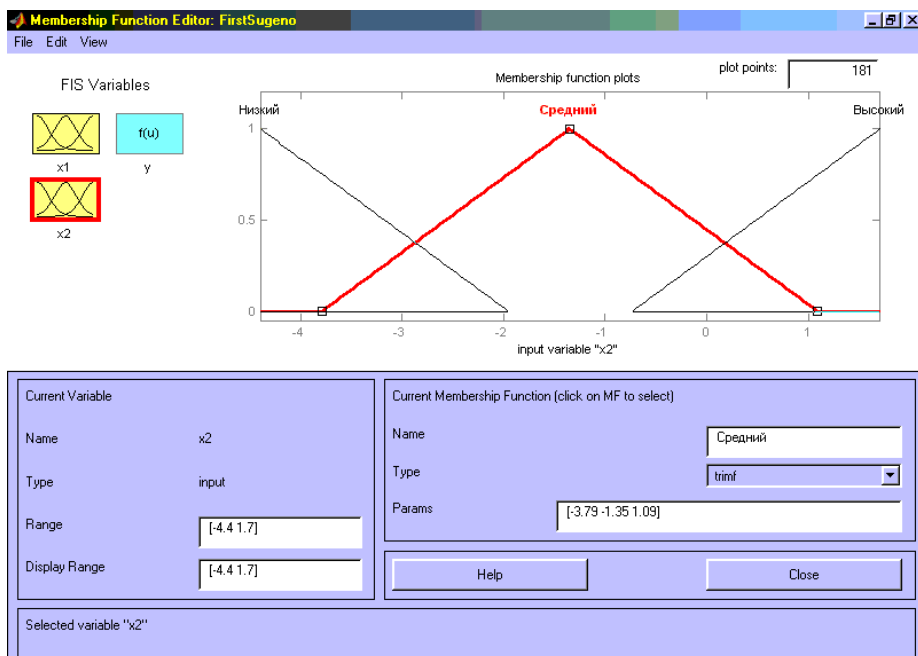 Membership Function Editor: FirstSugeno
File Edit View
FIS Variables
f(u)
x1
y
x2
Membership function plots
plot points:
181
Низкий
Средний
Высокий
1
0.5
0
-4
-3
-2
-1
0
1
input variable "x2"
Current Variable
Name
x2
Type
input
Range
[-4.4 1.7]
Display Range
[-4.4 1.7]
Current Membership Function (click on MF to select)
Name
Средний
Type
trimf
Params
[-3.79 -1.35 1.09]
Help
Close
Selected variable "x2"